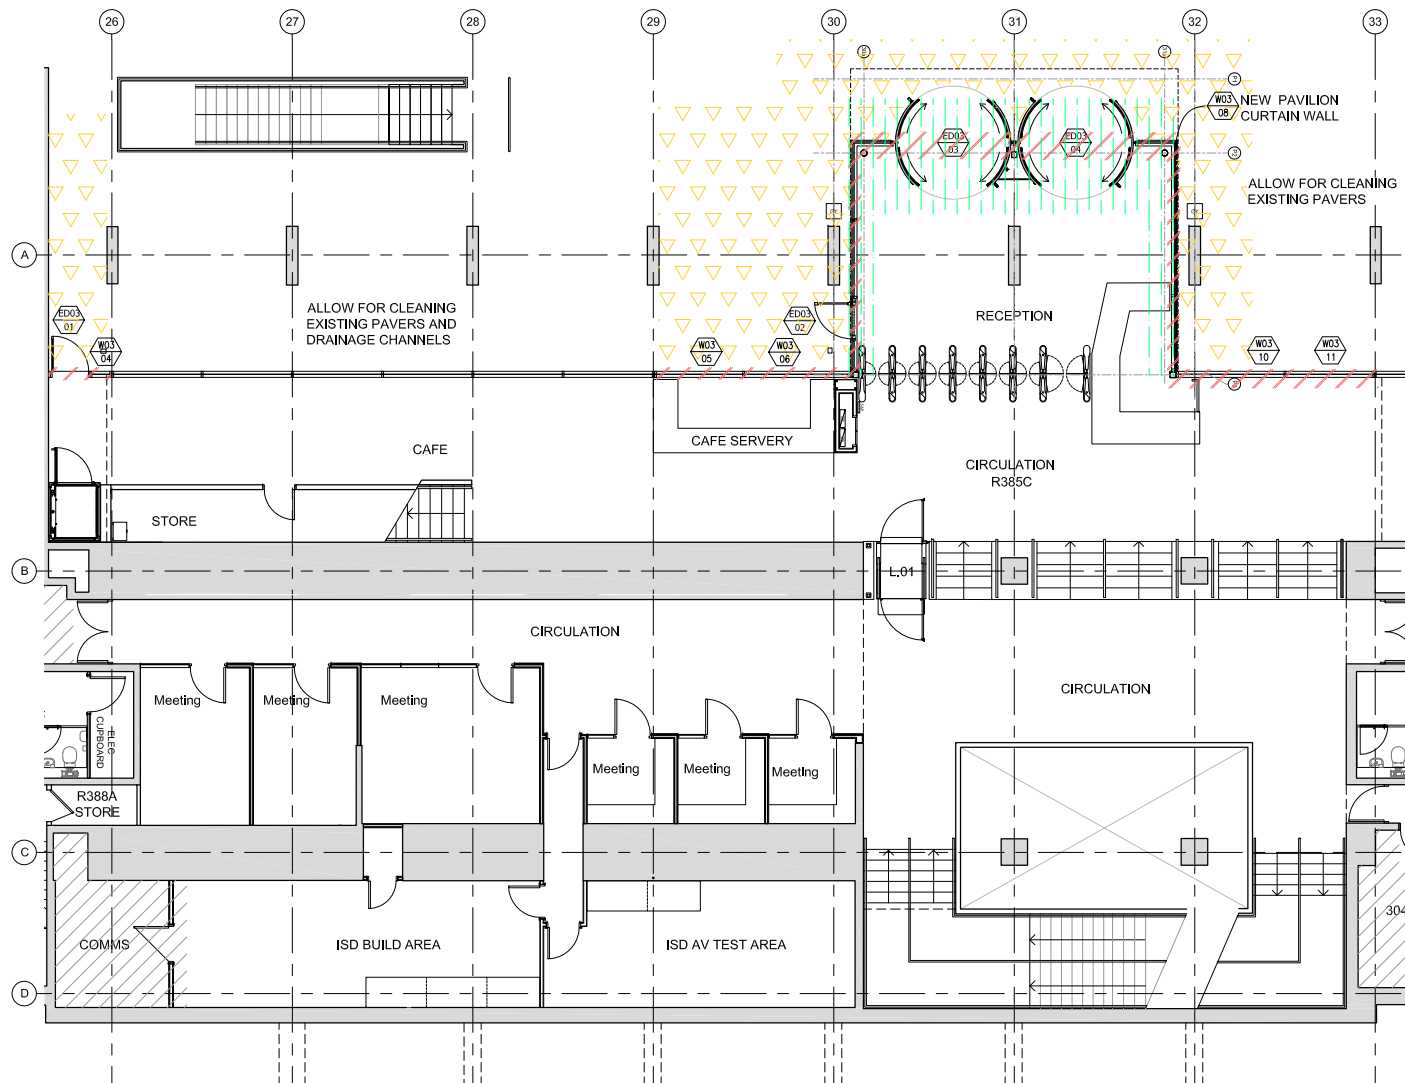 26
27
28
29
30
31
32
33
P1
W03
08
NEW PAVILION
CURTAIN WALL
ED03
03
ED03
04
P2
ALLOW FOR CLEANING
EXISTING PAVERS
A
ED03
01
ALLOW FOR CLEANING
EXISTING PAVERS AND
DRAINAGE CHANNELS
ED03
02
RECEPTION
W03
04
W03
05
W03
06
W03
10
W03
11
CAFE
CAFE SERVERY
CIRCULATION
R385C
STORE
B
L.01
CIRCULATION
CIRCULATION
Meeting
Meeting
Meeting
ELEC
CUPBOARD
Meeting
Meeting
Meeting
R388A
STORE
C
304
COMMS
ISD BUILD AREA
ISD AV TEST AREA
D